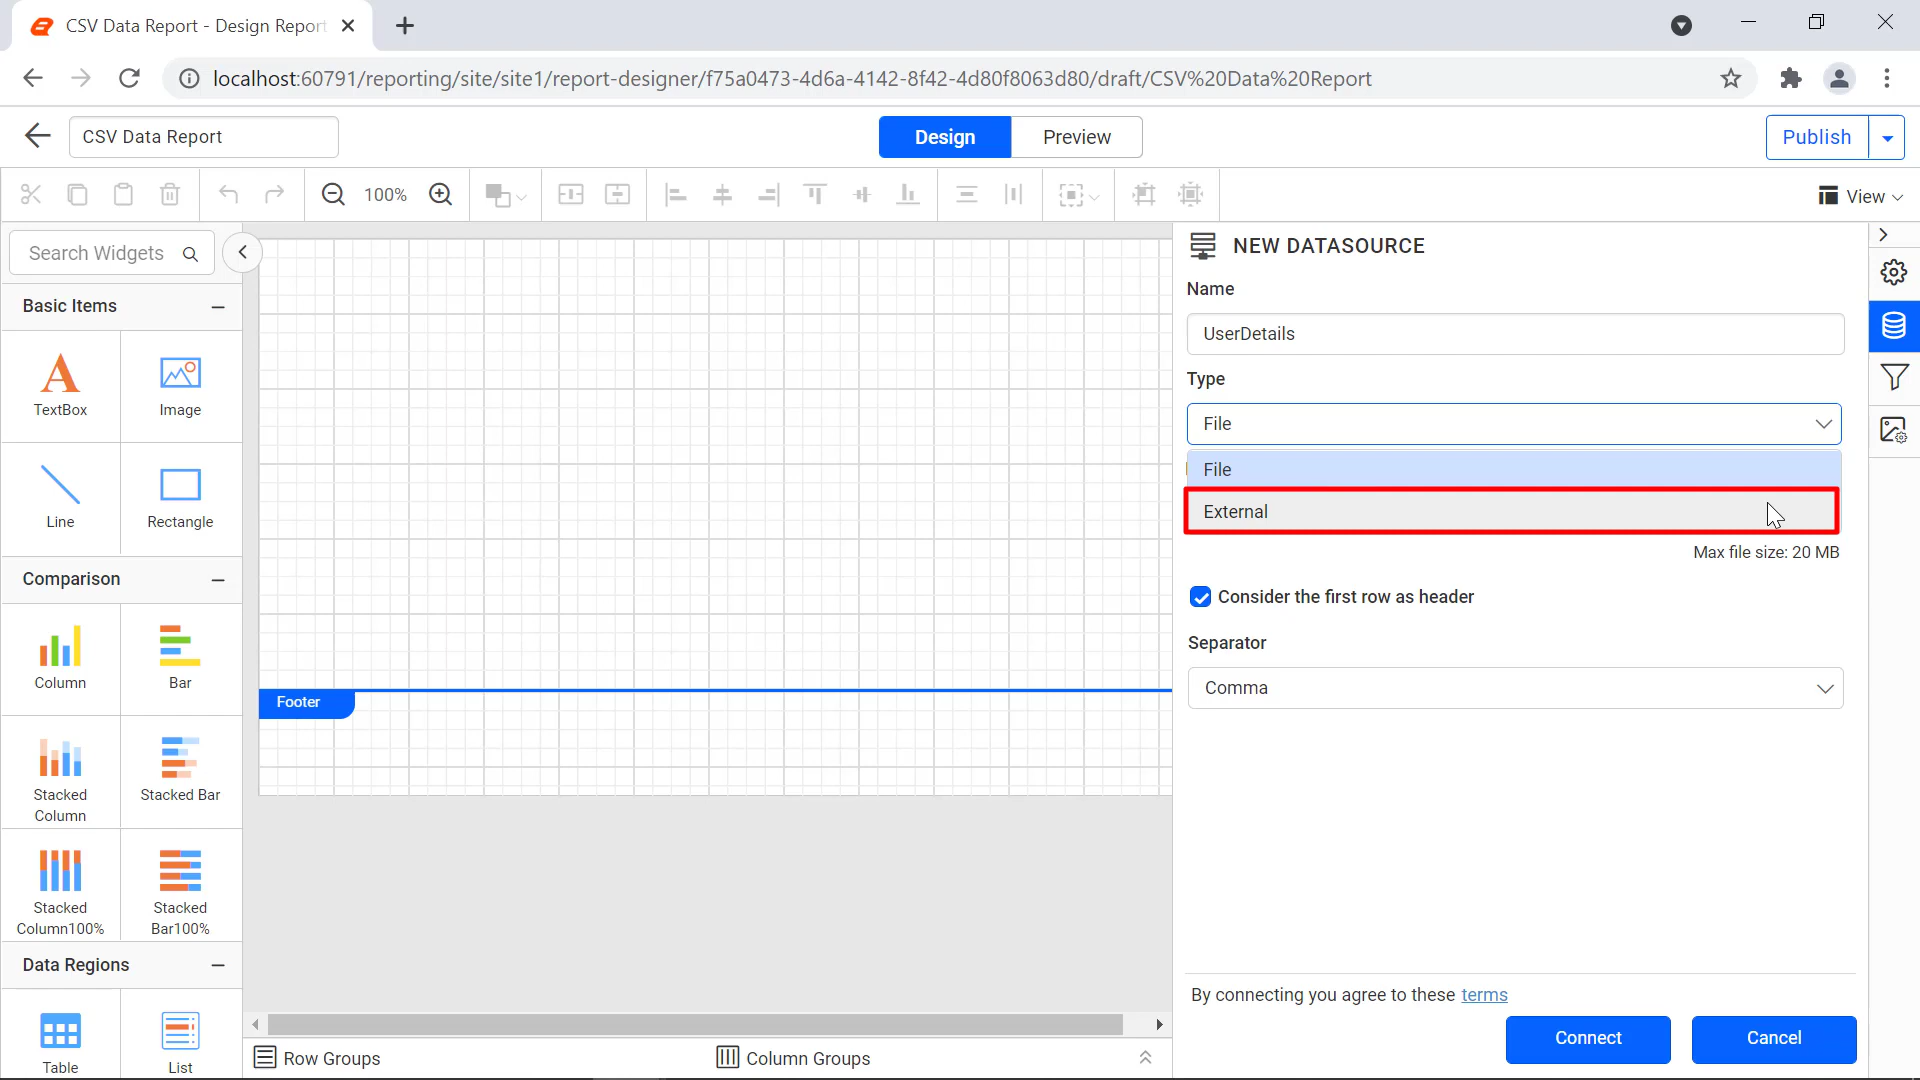 CSV Data Report - Design Report
localhost:60791/reporting/site/site1/report-designer/f75a0473-4d6a-4142-8f42-4d80f8063d80/draft/CSV%20Data%20Report
CSV Data Report
Design
Preview
Publish
100%
View
Search Widgets
Basic Items
TextBox
Image
Line
Rectangle
Comparison
Column
Bar
Stacked
Column
Stacked Bar
Stacked
Column100%
Stacked
Bar100%
Data Regions
Table
List
Footer
Row Groups
Column Groups
NEW DATASOURCE
Name
UserDetails
Type
File
File
External
Max file size: 20 MB
Consider the first row as header
Separator
Comma
By connecting you agree to these terms
Connect
Cancel